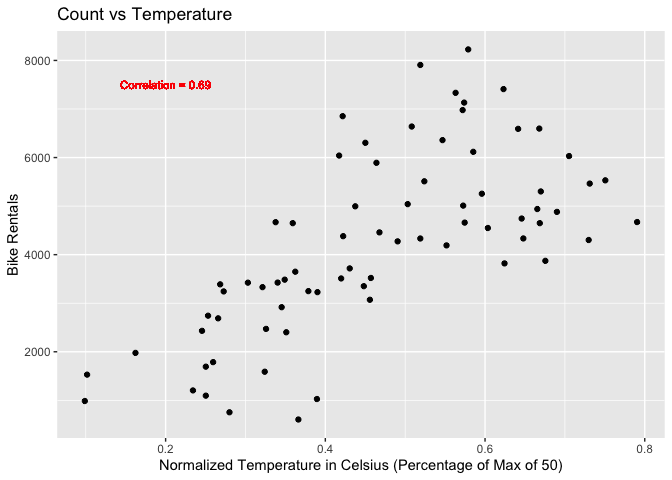 Count vs Temperature
Correlation = 0.69
8000
6000
4000
2000
Bike Rentals
0.2 0.4 0.6 0.8
Normalized Temperature in Celsius (Percentage of Max of 50)